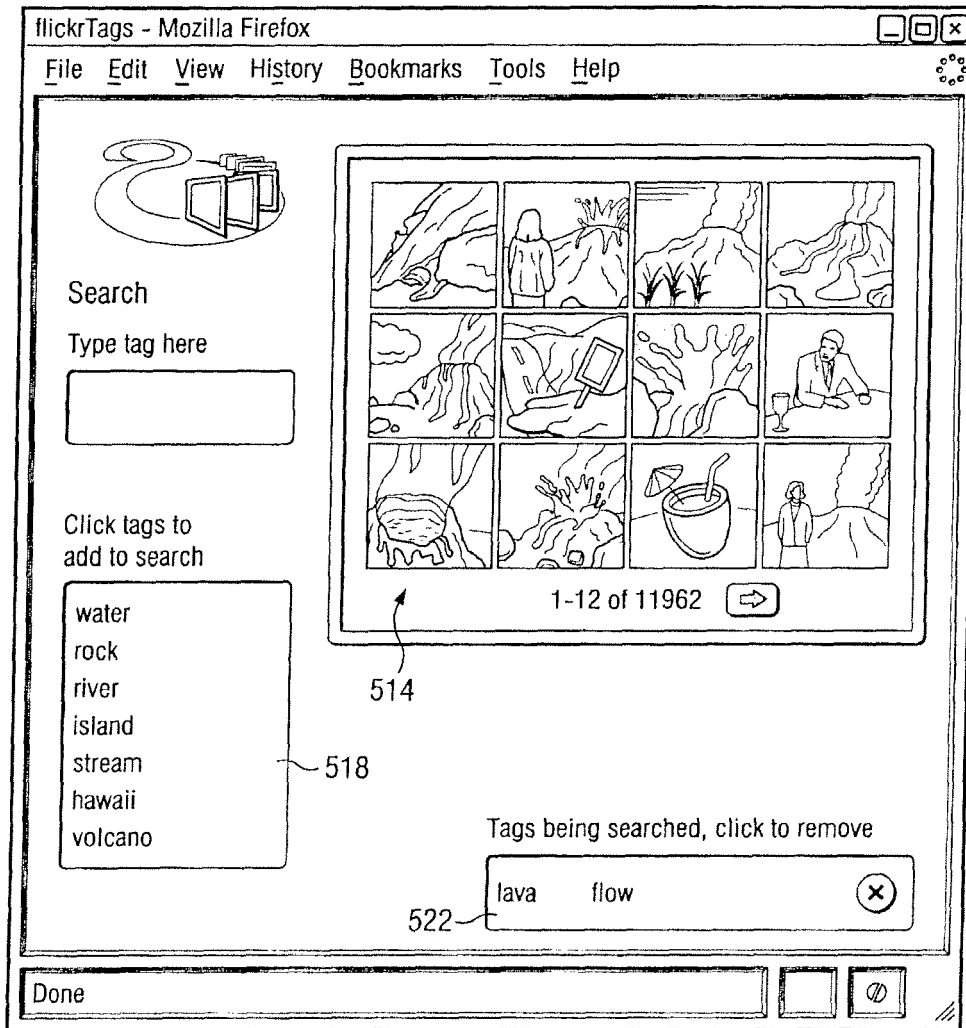 flickrTags - Mozilla Firefox
File Edit View History Bookmarks Tools Help
Search
Type tag here
Click tags to
add to search
water
rock
river
island
stream
hawaii
volcano
518
1-12 of 11962
514
Tags being searched, click to remove
lava flow
522
Done